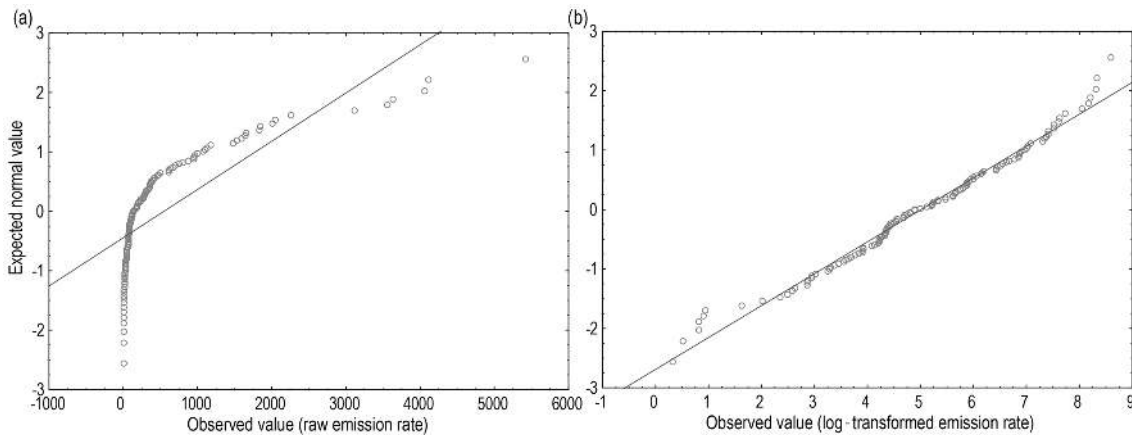 (a)
3
2
1
0
-1
-2
-3
Expected normal value
-1000 0 1000 2000 3000 4000 5000 6000
Observed value (raw emission rate)
(b)
3
2
1
0
-1
-2
-3
-1 0 1 2 3 4 5 6 7 8 9
Observed value (log-transformed emission rate)